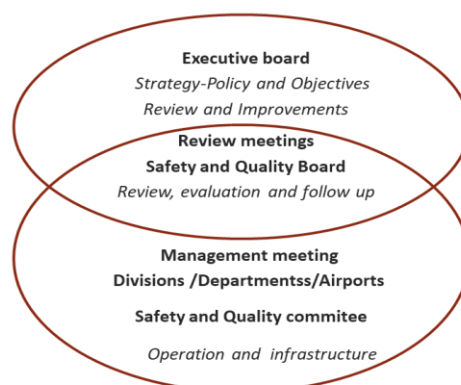 Executive board
Strategy-Policy and Objectives
Review and Improvements
Review meetings
Safety and Quality Board
Review, evaluation and follow up
Management meeting
Divisions /Departmentss/Airports
Safety and Quality commitee
Operation and infrastructure